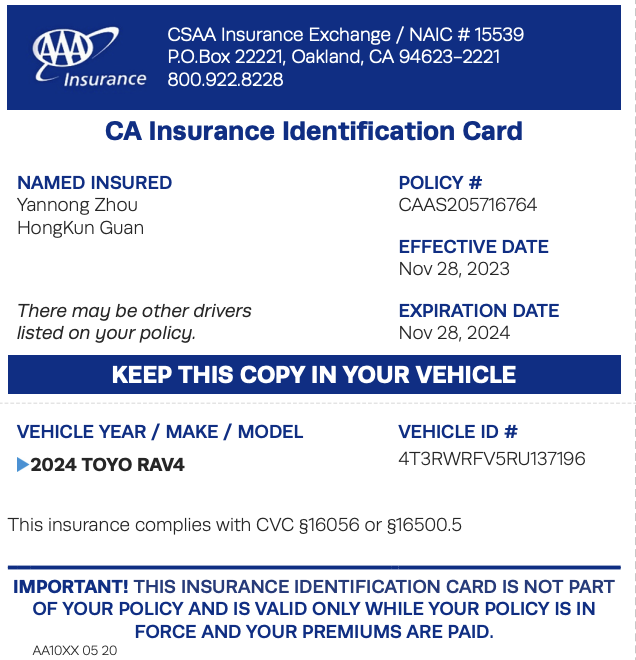 AAA
Insurance
CSAA Insurance Exchange / NAIC # 15539
P.O.Box 22221, Oakland, CA 94623-2221
800.922.8228
CA Insurance Identification Card
NAMED INSURED
Yannong Zhou
HongKun Guan
POLICY #
CAAS205716764
EFFECTIVE DATE
Nov 28, 2023
There may be other drivers
listed on your policy.
EXPIRATION DATE
Nov 28, 2024
KEEP THIS COPY IN YOUR VEHICLE
VEHICLE YEAR / MAKE / MODEL
2024 TOYO RAV4
VEHICLE ID #
4T3RWRFV5RU137196
This insurance complies with CVC §16056 or §16500.5
IMPORTANT! THIS INSURANCE IDENTIFICATION CARD IS NOT PART
OF YOUR POLICY AND IS VALID ONLY WHILE YOUR POLICY IS IN
FORCE AND YOUR PREMIUMS ARE PAID.
AA10XX 05 20